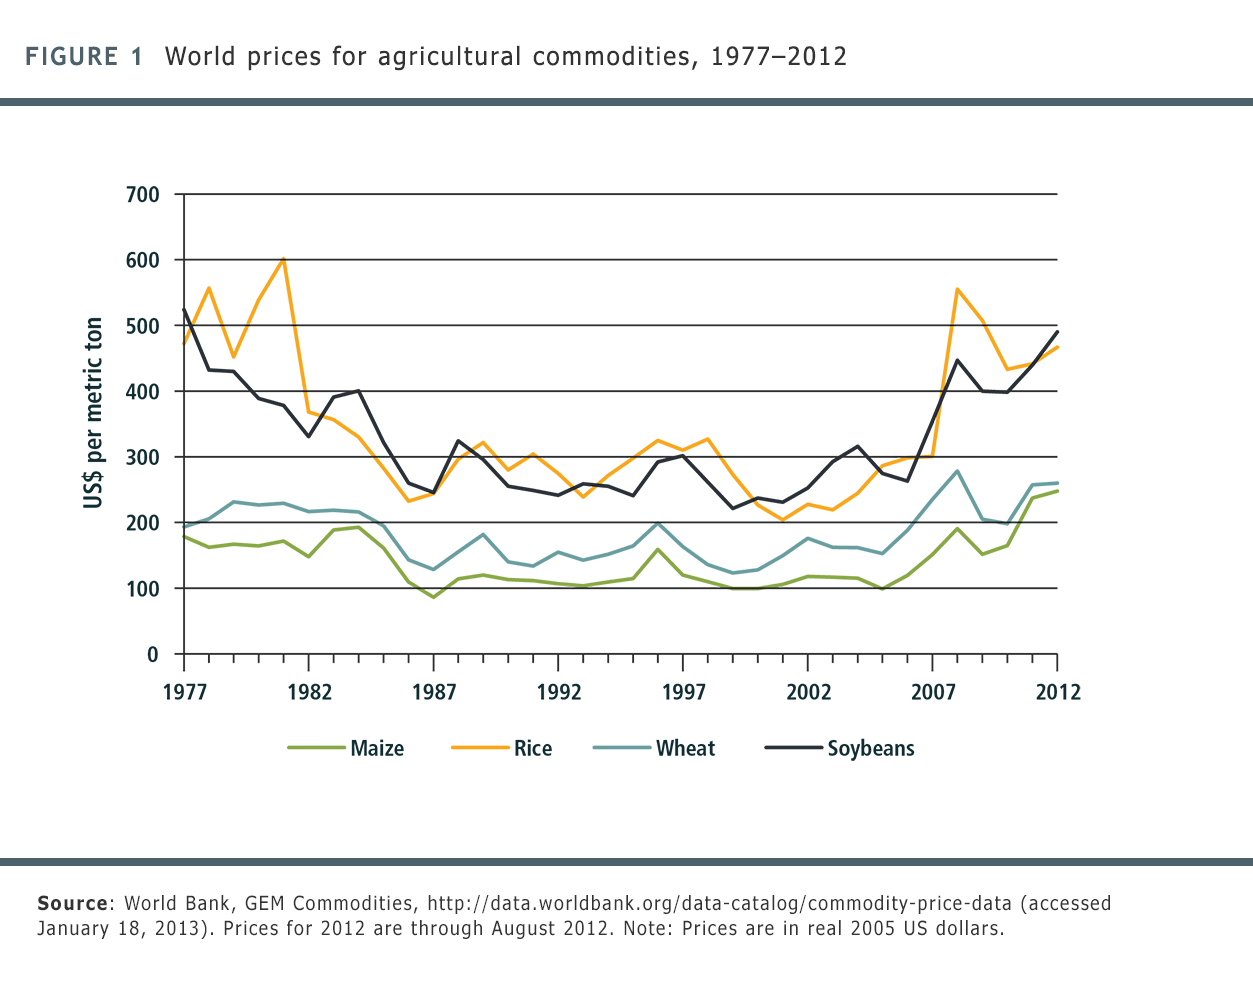 FIGURE 1 World prices for agricultural commodities, 1977–2012
US$ per metric ton
700
600
500
400
300
200
100
0
1977 1982 1987 1992 1997 2002 2007 2012
Maize Rice Wheat Soybeans
Source: World Bank, GEM Commodities, http://data.worldbank.org/data-catalog/commodity-price-data (accessed
January 18, 2013). Prices for 2012 are through August 2012. Note: Prices are in real 2005 US dollars.